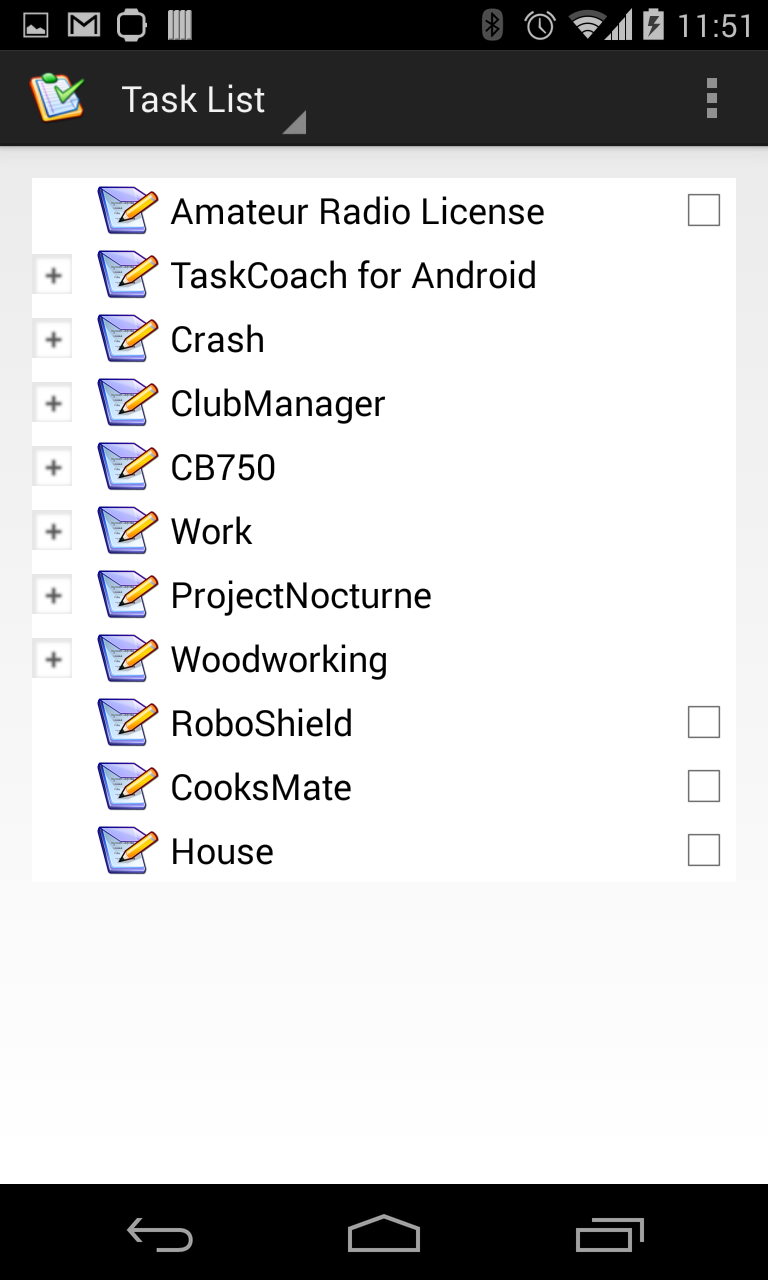 11:51
Task List
Amateur Radio License
TaskCoach for Android
Crash
ClubManager
CB750
Work
ProjectNocturne
Woodworking
RoboShield
CooksMate
House